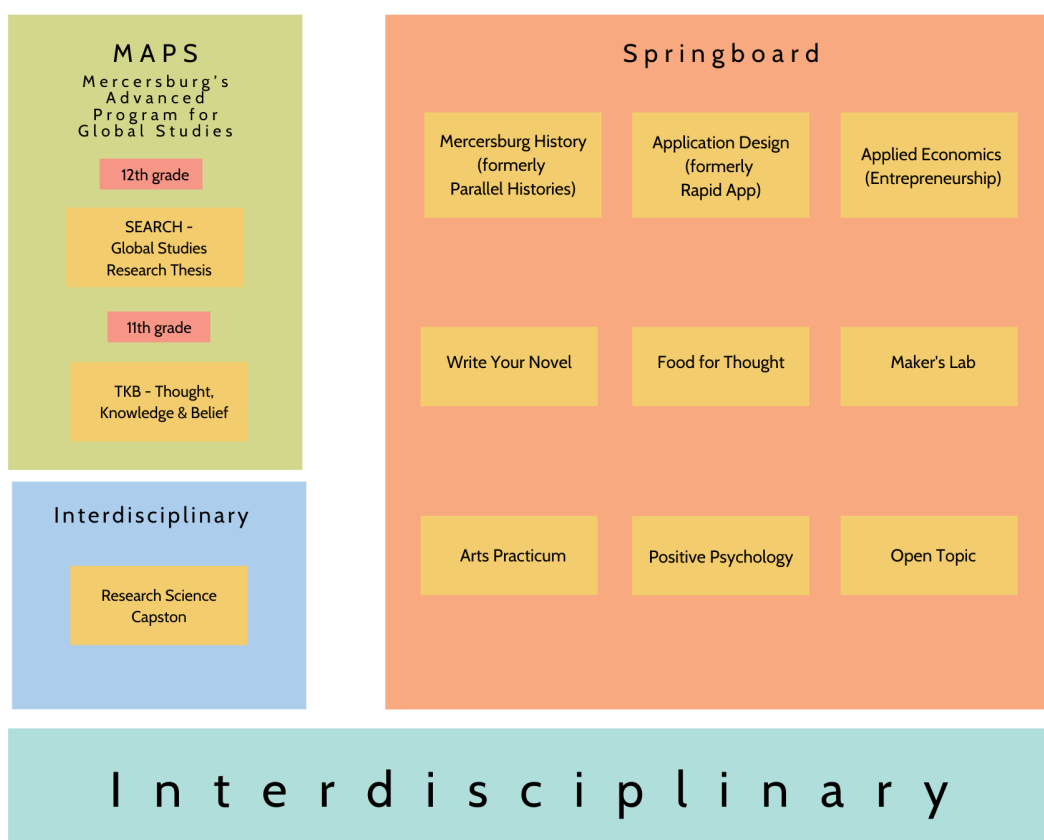 MAPS
Mercersburg's
Advanced
Program for
Global Studies
12th grade
SEARCH -
Global Studies
Research Thesis
11th grade
TKB - Thought,
Knowledge & Belief
Interdisciplinary
Research Science
Capston
Springboard
Mercersburg History
(formerly
Parallel Histories)
Application Design
(formerly
Rapid App)
Applied Economics
(Entrepreneurship)
Write Your Novel
Food for Thought
Maker's Lab
Arts Practicum
Positive Psychology
Open Topic
Interdisciplinary